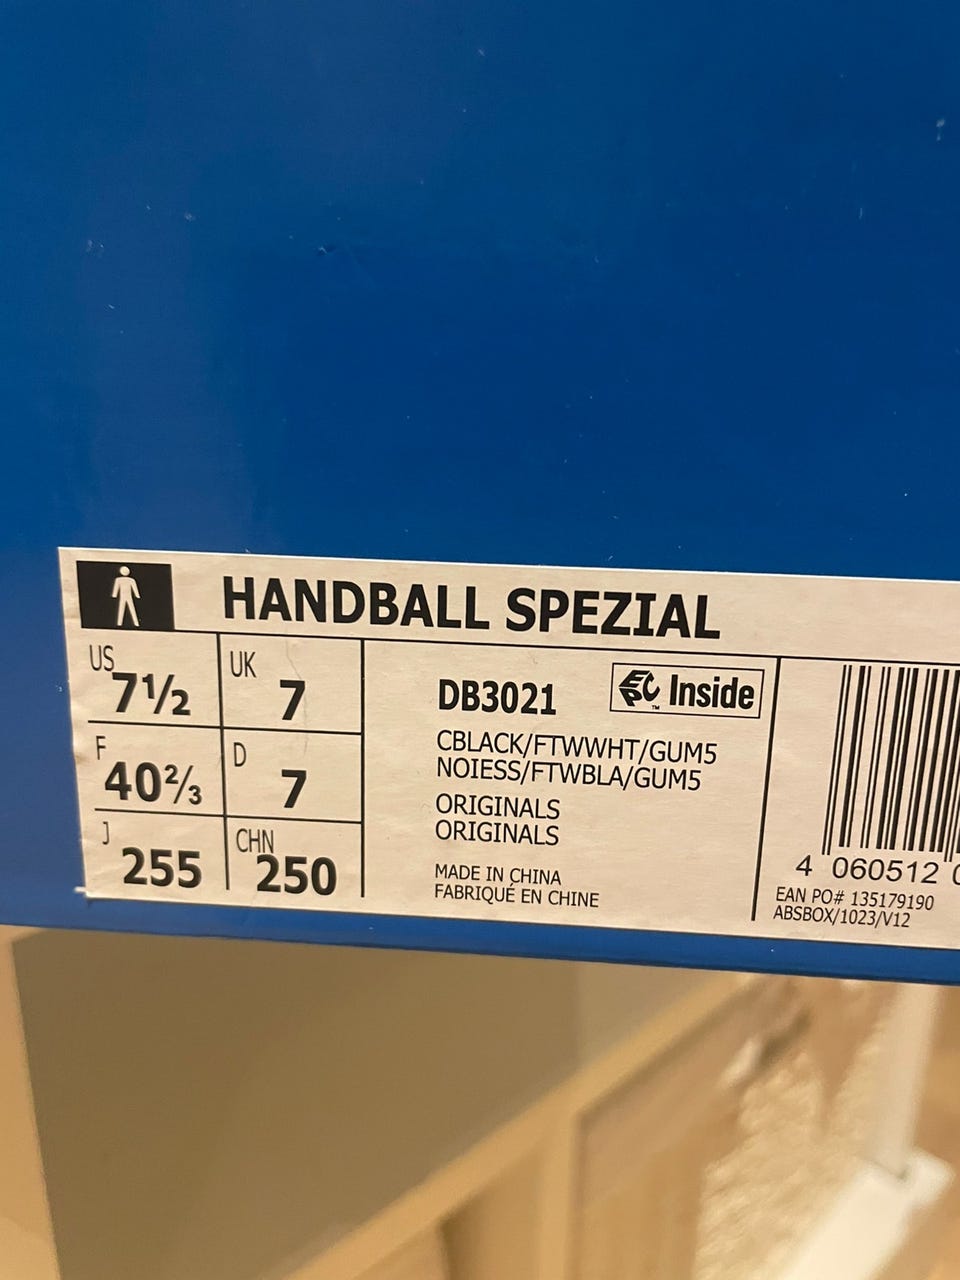 HANDBALL SPEZIAL
US 7½
UK 7
F 40⅔
D 7
J 255
CHN 250
DB3021
EPC™ Inside
CBLACK/FTWWHT/GUM5
NOIESS/FTWBLA/GUM5
ORIGINALS
ORIGINALS
MADE IN CHINA
FABRIQUÉ EN CHINE
4 060512
EAN PO# 135179190
ABSBOX/1023/V12